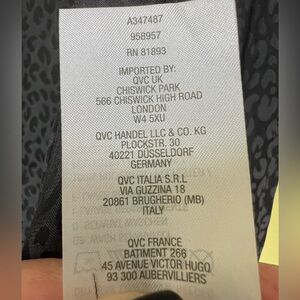 A347487
958957
RN 81893
IMPORTED BY:
QVC UK
CHISWICK PARK
566 CHISWICK HIGH ROAD
LONDON
W4 5XU
QVC HANDEL LLC & CO. KG
PLOCKSTR. 30
40221 DUSSELDORF
GERMANY
QVC ITALIA S.R.L
VIA GUZZINA 18
20861 BRUGHERIO (MB)
ITALY
QVC FRANCE
BATIMENT 266
45 AVENUE VICTOR HUGO
93 300 AUBERVILLIERS